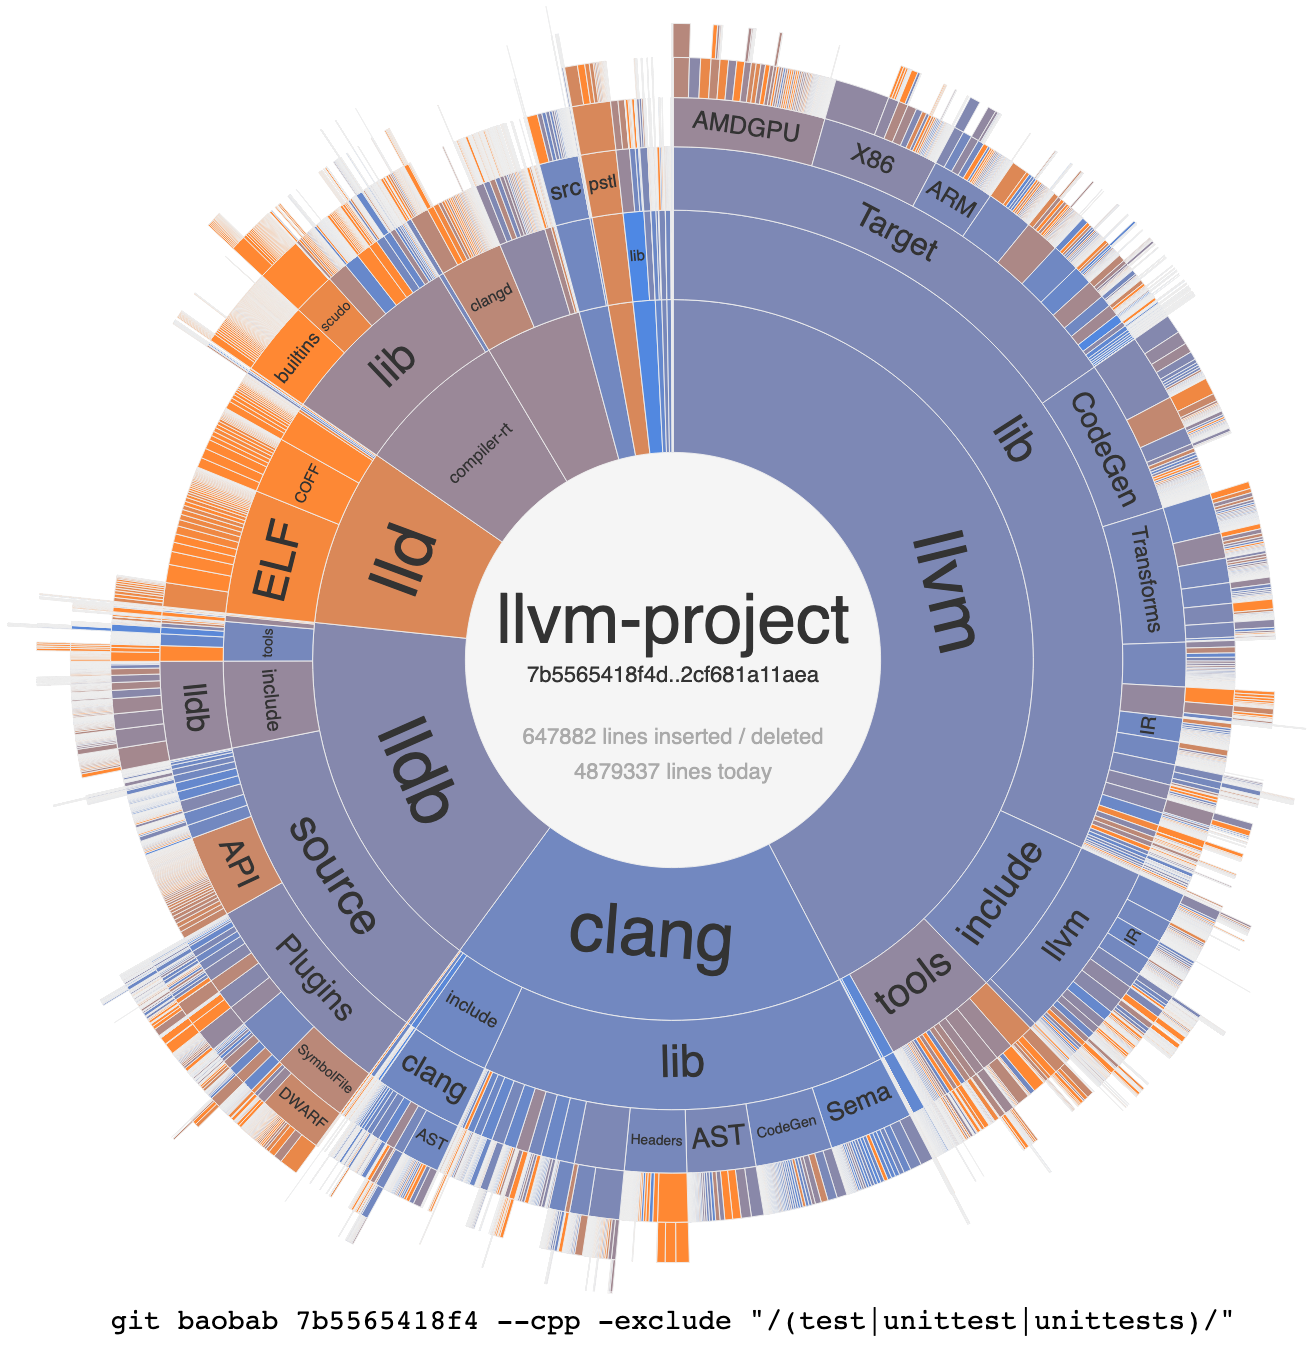 AMDGPU
X86
ARM
Target
CodeGen
Transforms
lib
llvm
IR
include
llvm
IR
tools
clang
lib
Sema
CodeGen
AST
Headers
include
clang
AST
lldb
source
Plugins
SymbolFile
DWARF
API
include
lldb
tools
lld
ELF
COFF
compiler-rt
lib
builtins
scudo
clangd
src
pstl
lib
llvm-project
7b5565418f4d..2cf681a11aea
647882 lines inserted / deleted
4879337 lines today
git baobab 7b5565418f4 --cpp -exclude "/(test|unittest|unittests)/"